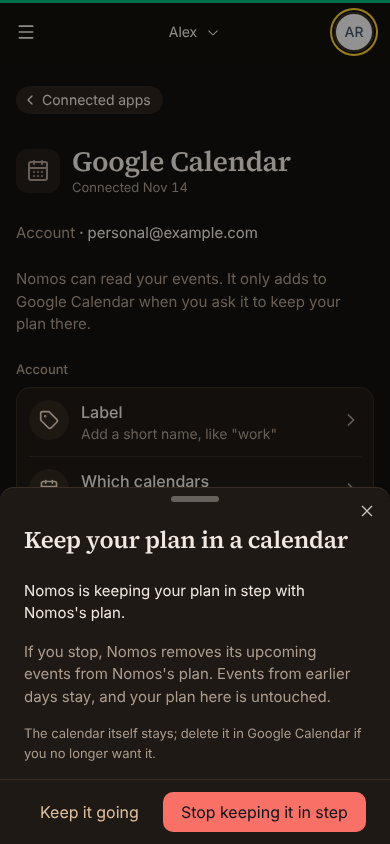 Alex
AR
Connected apps
Google Calendar
Connected Nov 14
Account · personal@example.com
Nomos can read your events. It only adds to
Google Calendar when you ask it to keep your
plan there.
Account
Label
Add a short name, like "work"
Which calendars
Keep your plan in a calendar
Nomos is keeping your plan in step with
Nomos's plan.
If you stop, Nomos removes its upcoming
events from Nomos's plan. Events from earlier
days stay, and your plan here is untouched.
The calendar itself stays; delete it in Google Calendar if
you no longer want it.
Keep it going
Stop keeping it in step